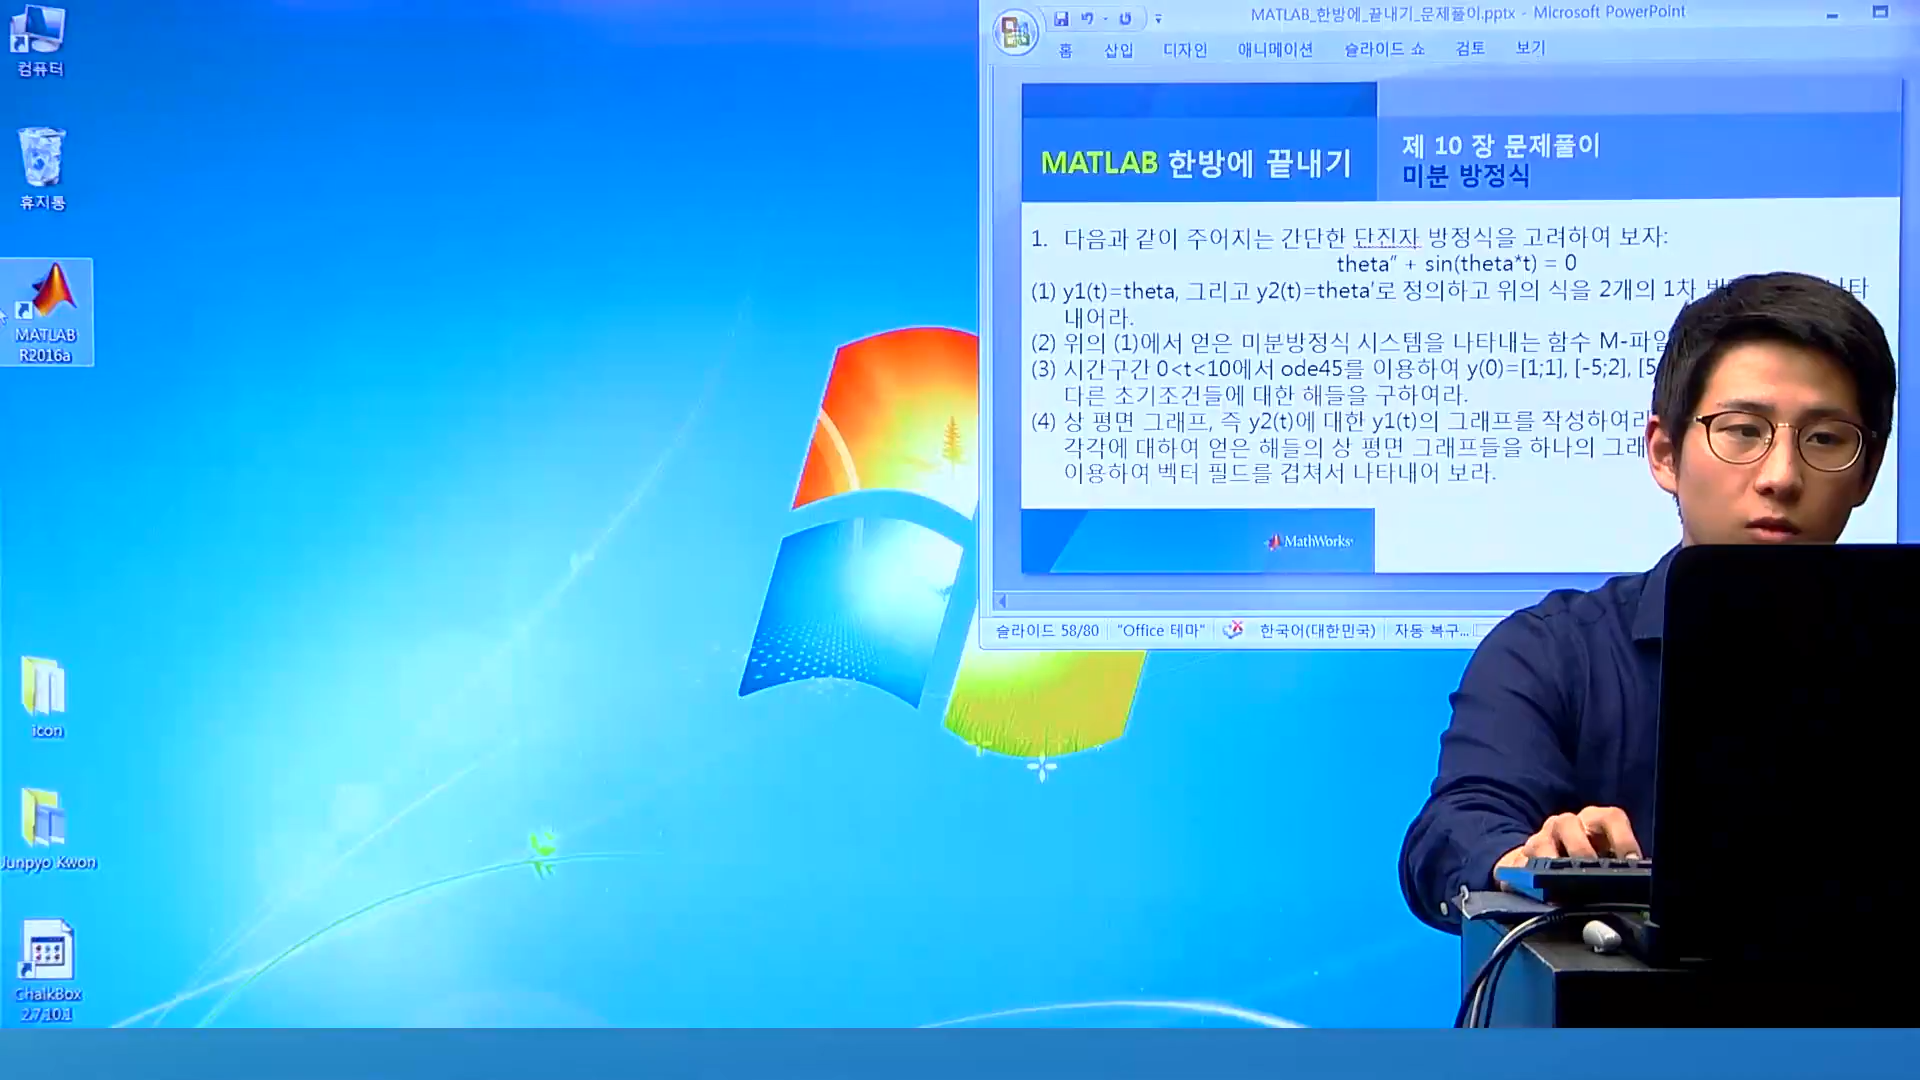 컴퓨터
휴지통
MATLAB
R2016a
icon
Junpyo Kwon
ChalkBox
2.7.10.1
MATLAB_한방에_끝내기_문제풀이.pptx - Microsoft PowerPoint
홈 삽입 디자인 애니메이션 슬라이드 쇼 검토 보기
MATLAB 한방에 끝내기
제 10 장 문제풀이
미분 방정식
1. 다음과 같이 주어지는 간단한 단진자 방정식을 고려하여 보자:
theta″ + sin(theta*t) = 0
(1) y1(t)=theta, 그리고 y2(t)=theta′로 정의하고 위의 식을 2개의 1차
내어라.
(2) 위의 (1)에서 얻은 미분방정식 시스템을 나타내는 함수 M-파일
(3) 시간구간 0<t<10에서 ode45를 이용하여 y(0)=[1;1], [-5;2], [5
다른 초기조건들에 대한 해들을 구하여라.
(4) 상 평면 그래프, 즉 y2(t)에 대한 y1(t)의 그래프를 작성하여라
각각에 대하여 얻은 해들의 상 평면 그래프들을 하나의 그래
이용하여 벡터 필드를 겹쳐서 나타내어 보라.
MathWorks
슬라이드 58/80 "Office 테마" 한국어(대한민국) 자동 복구...